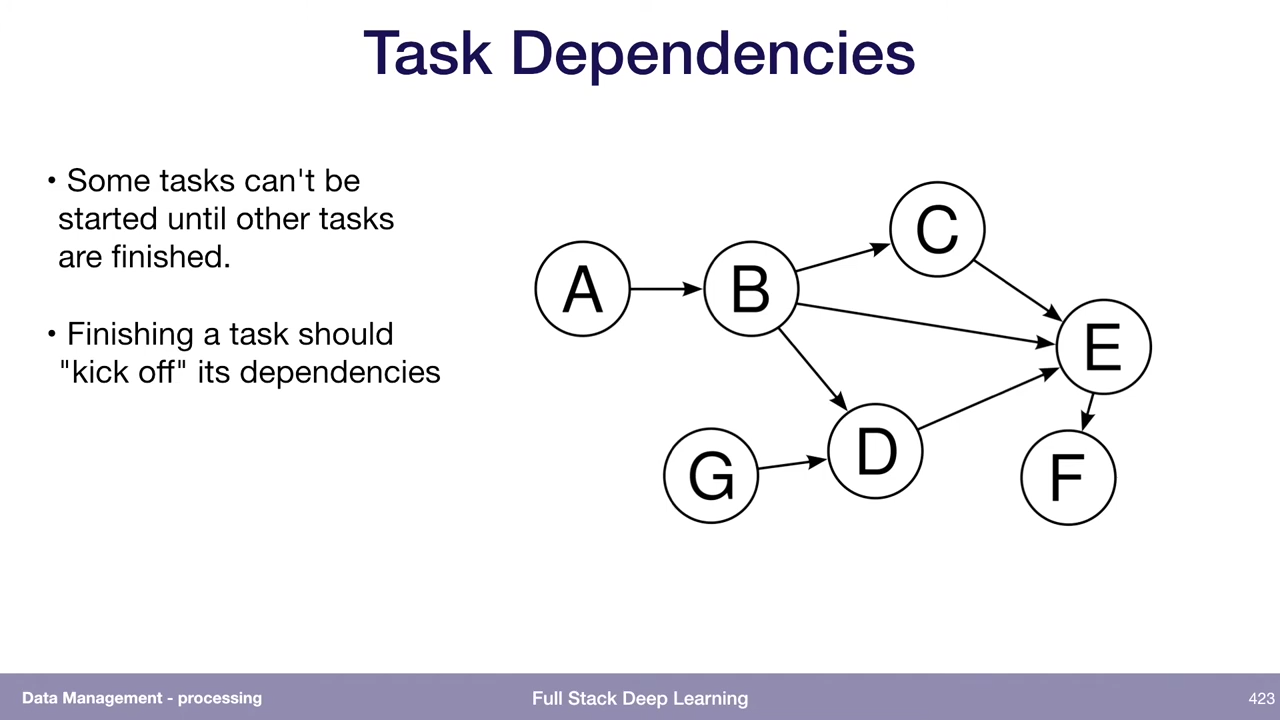 Task Dependencies
• Some tasks can't be
started until other tasks
are finished.
• Finishing a task should
"kick off" its dependencies
C
A
B
E
D
G
F
Data Management - processing
Full Stack Deep Learning
423